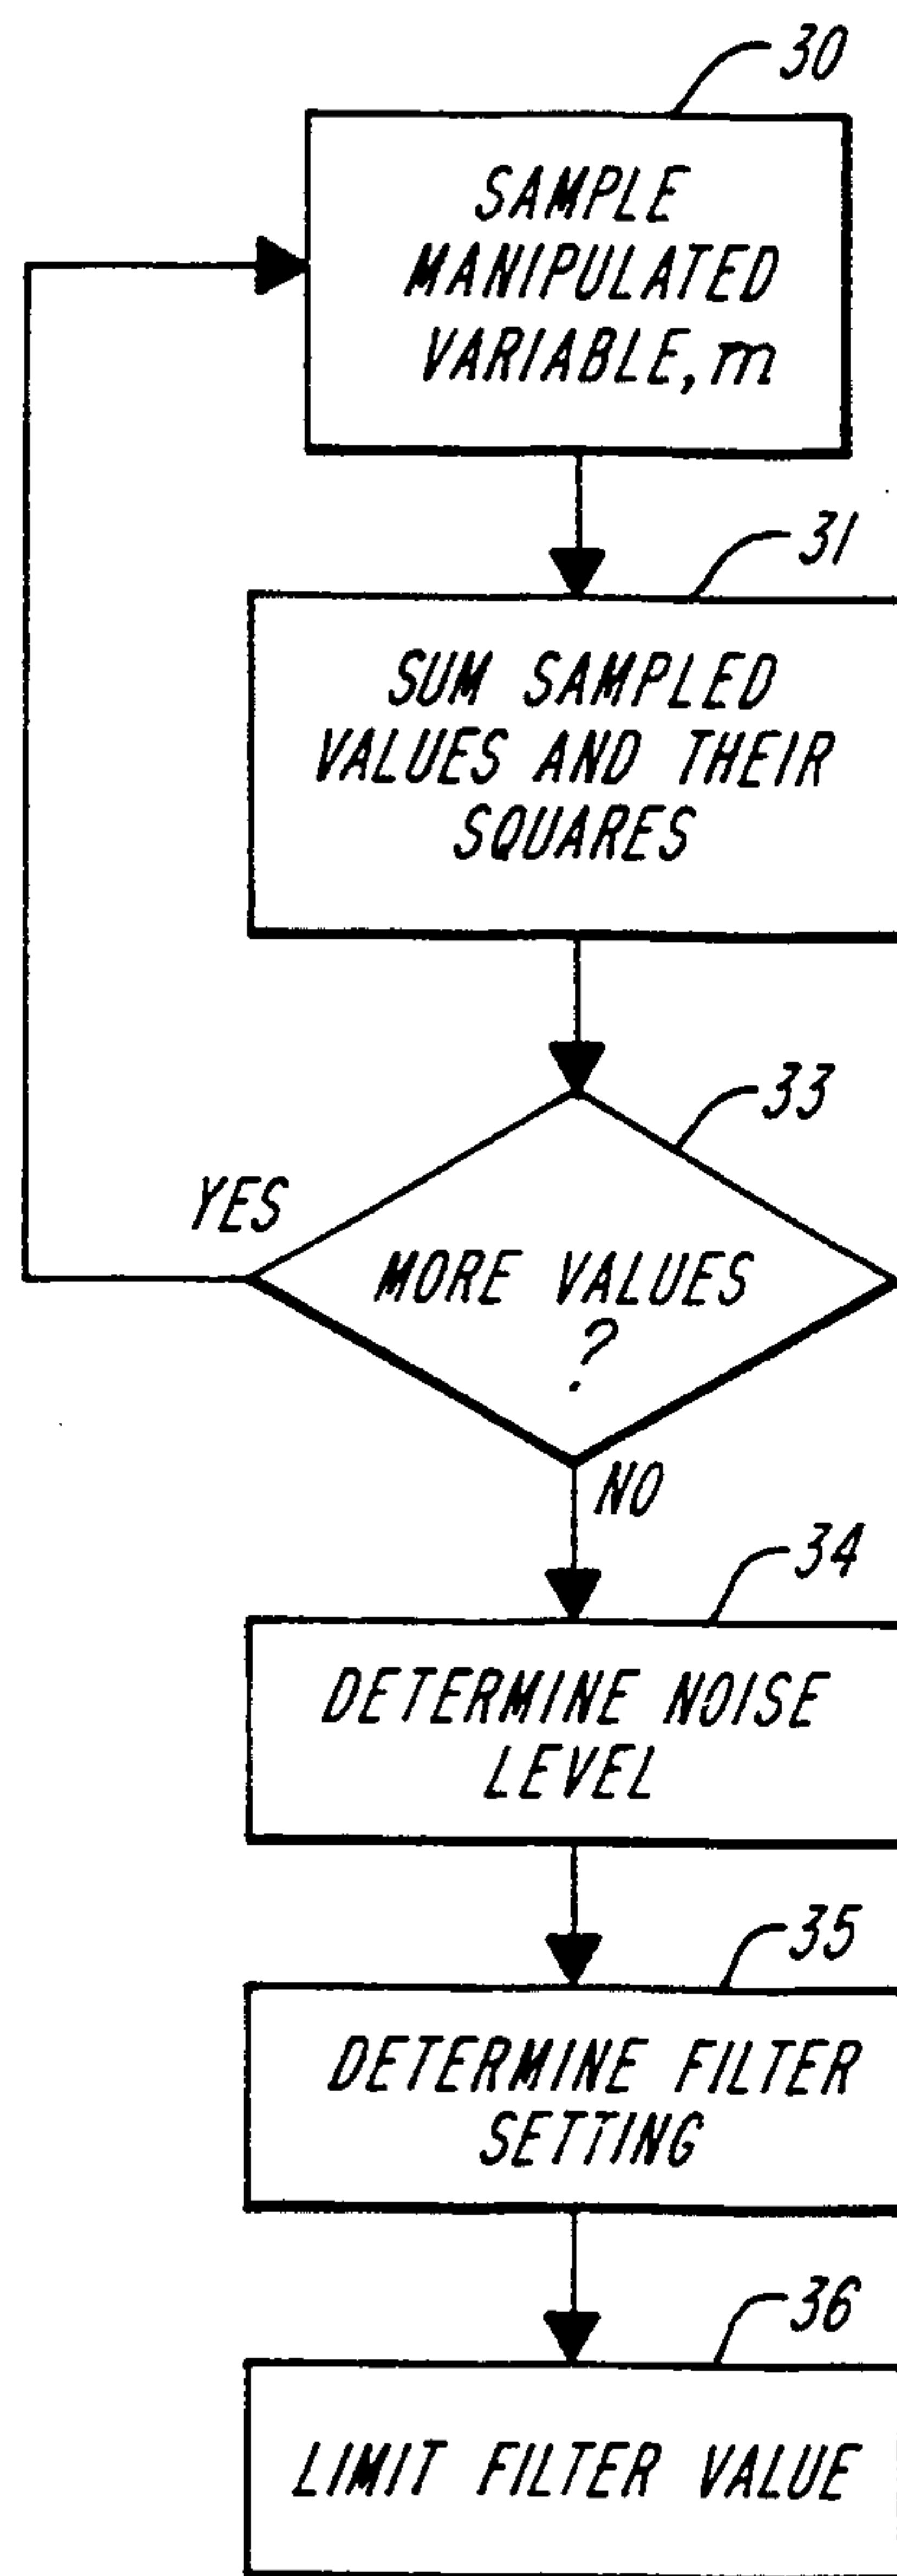 30
SAMPLE
MANIPULATED
VARIABLE, m
31
SUM SAMPLED
VALUES AND THEIR
SQUARES
33
YES
MORE VALUES
?
NO
34
DETERMINE NOISE
LEVEL
35
DETERMINE FILTER
SETTING
36
LIMIT FILTER VALUE